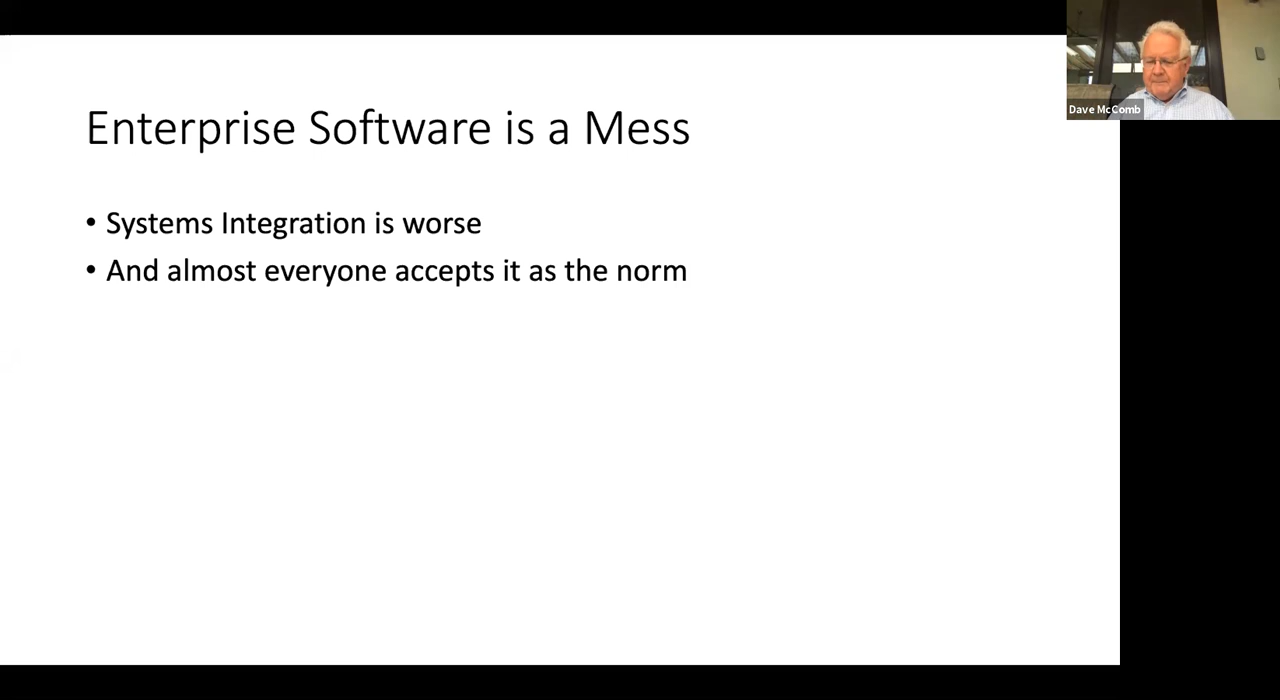 Enterprise Software is a Mess
• Systems Integration is worse
• And almost everyone accepts it as the norm
Dave McComb